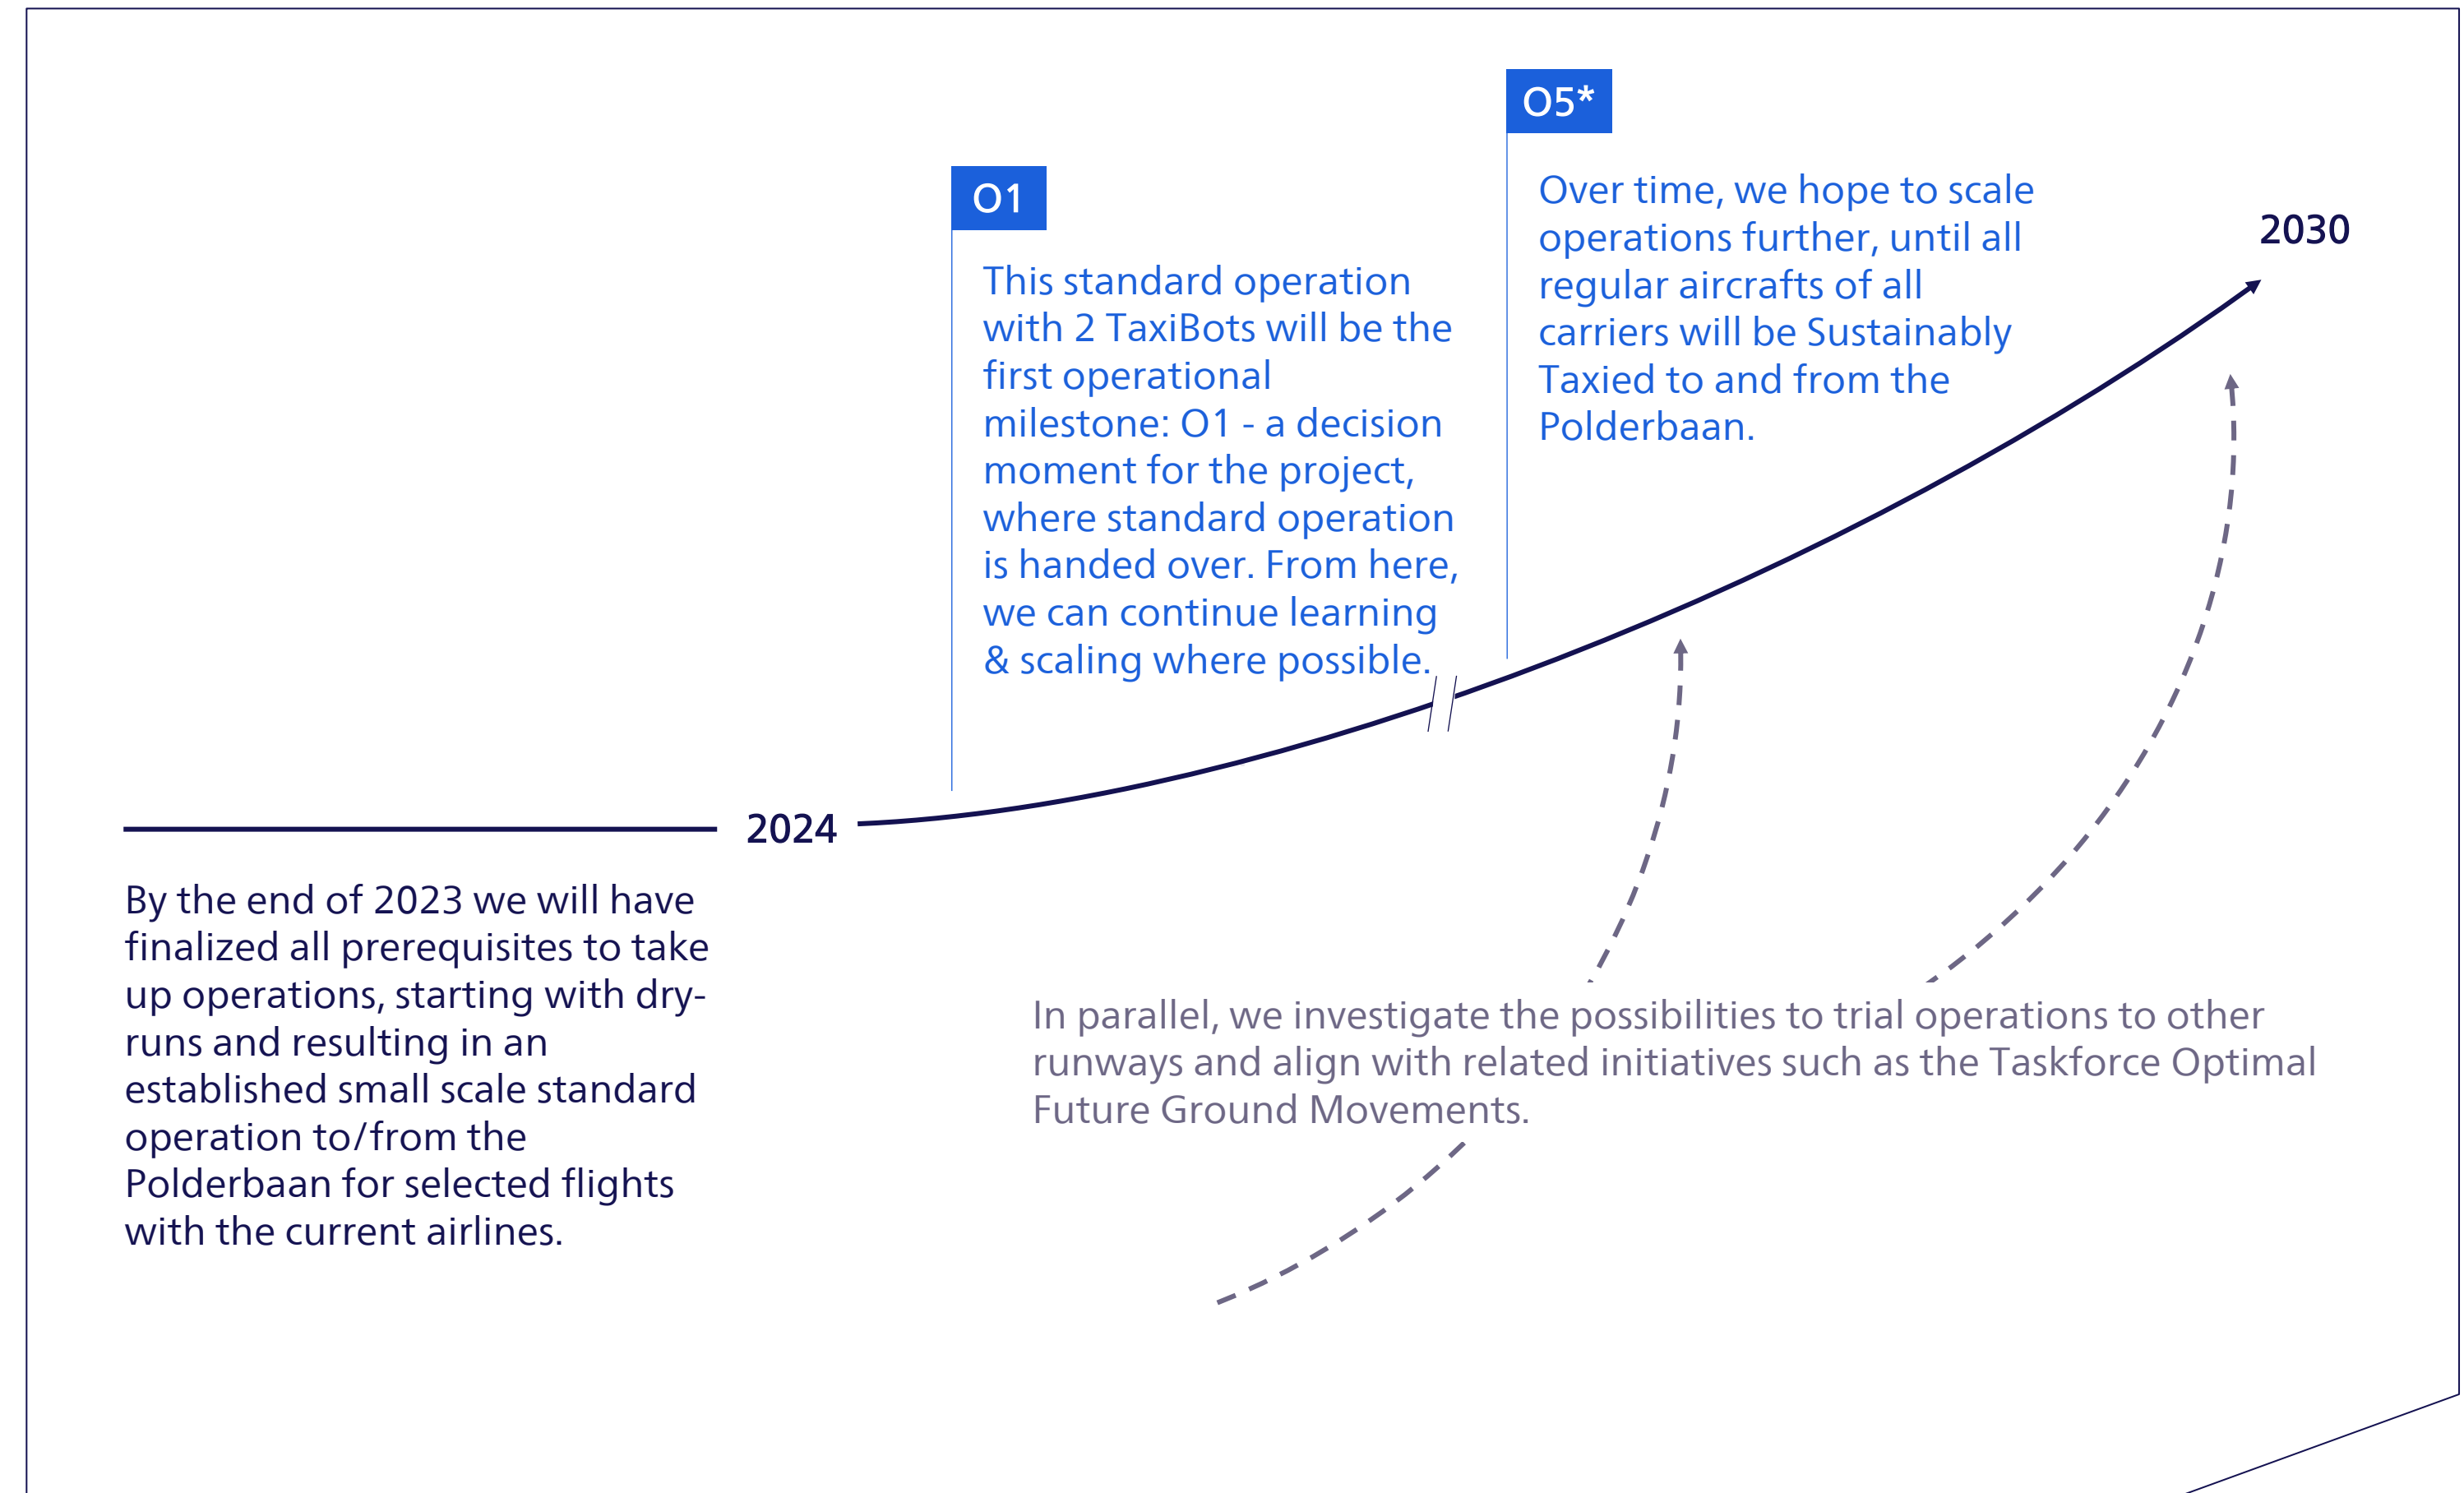 O5*
Over time, we hope to scale
operations further, until all
regular aircrafts of all
carriers will be Sustainably
Taxied to and from the
Polderbaan.
2030
O1
This standard operation
with 2 TaxiBots will be the
first operational
milestone: O1 - a decision
moment for the project,
where standard operation
is handed over. From here,
we can continue learning
& scaling where possible.
2024
By the end of 2023 we will have
finalized all prerequisites to take
up operations, starting with dry-
runs and resulting in an
established small scale standard
operation to/from the
Polderbaan for selected flights
with the current airlines.
In parallel, we investigate the possibilities to trial operations to other
runways and align with related initiatives such as the Taskforce Optimal
Future Ground Movements.